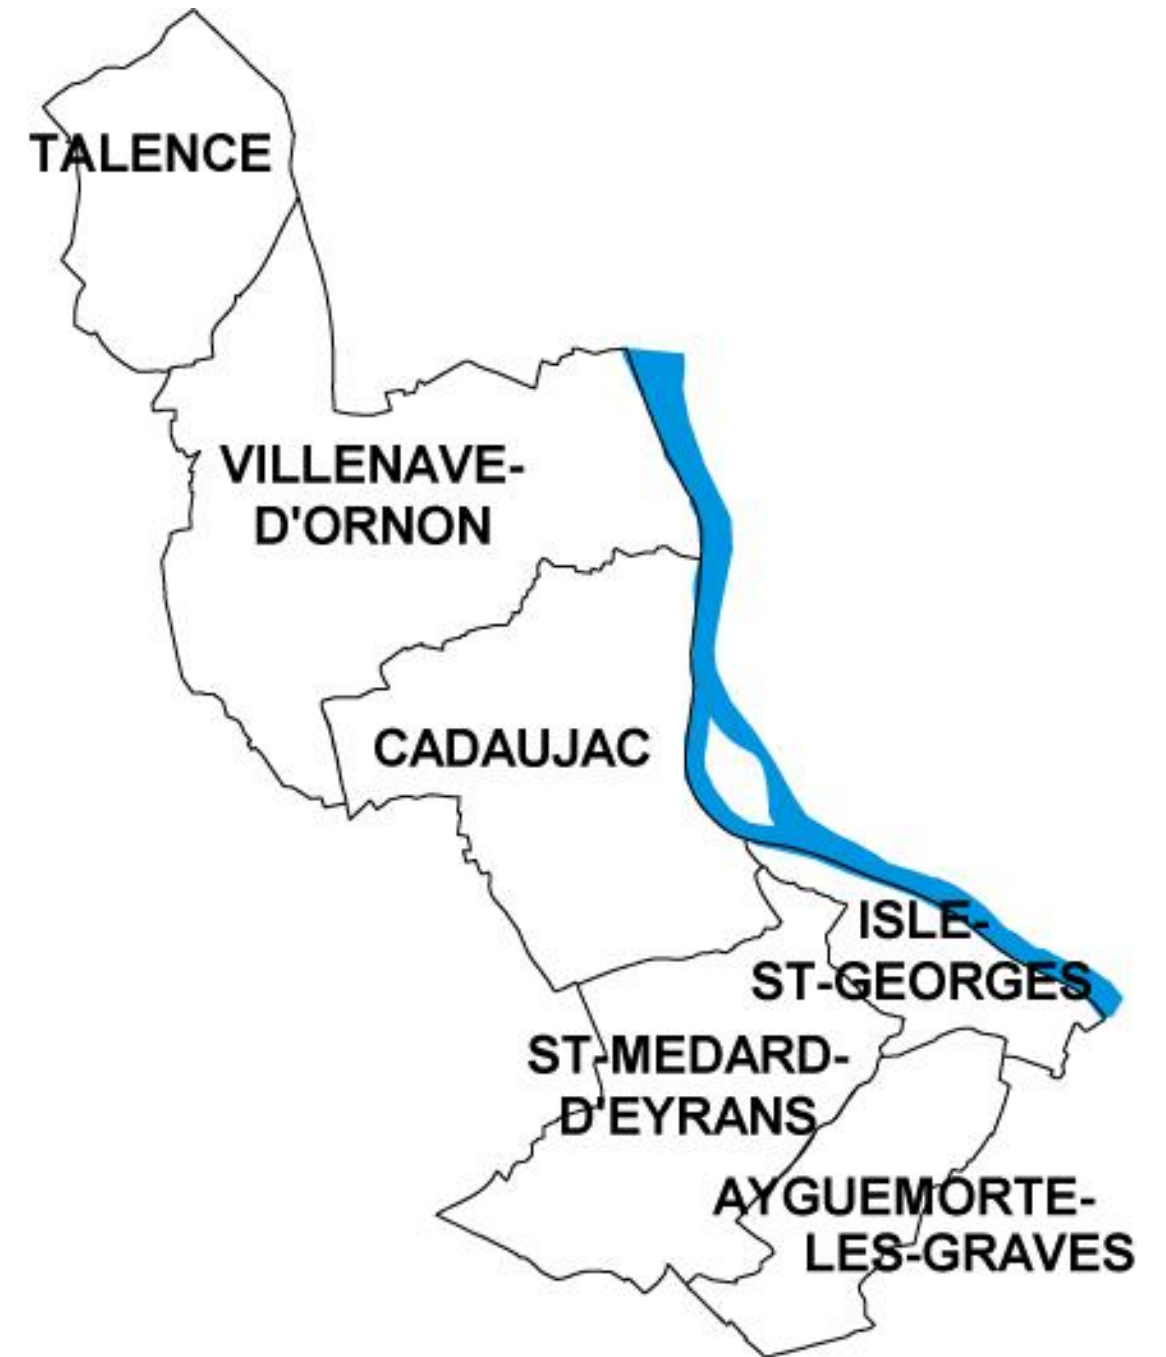 TALENCE
VILLENAVE-
D'ORNON
CADAUJAC
ISLE-
ST-GEORGES
ST-MEDARD-
D'EYRANS
AYGUEMORTE-
LES-GRAVES